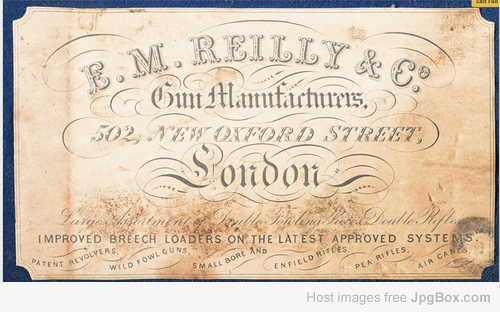 E. M. REILLY & Co.
Gun Manufacturers,
502, NEW OXFORD STREET,
London
Large Assortment of Double Fowling Pieces, Double Rifles
IMPROVED BREECH LOADERS ON THE LATEST APPROVED SYSTEMS.
PATENT REVOLVERS, WILD FOWL GUNS, SMALL BORE AND ENFIELD RIFLES, PEA RIFLES, AIR CANES.
Host images free JpgBox.com